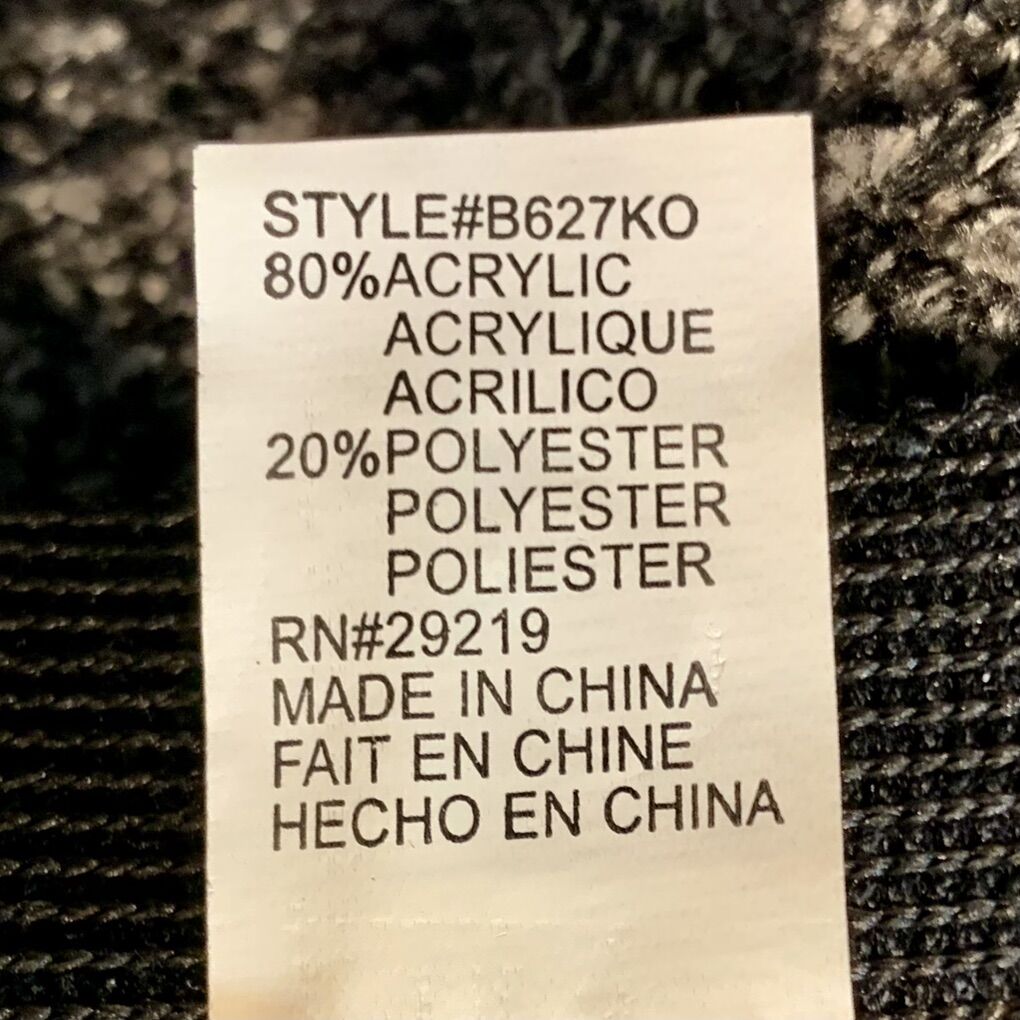 STYLE#B627KO
80%ACRYLIC
ACRYLIQUE
ACRILICO
20%POLYESTER
POLYESTER
POLIESTER
RN#29219
MADE IN CHINA
FAIT EN CHINE
HECHO EN CHINA